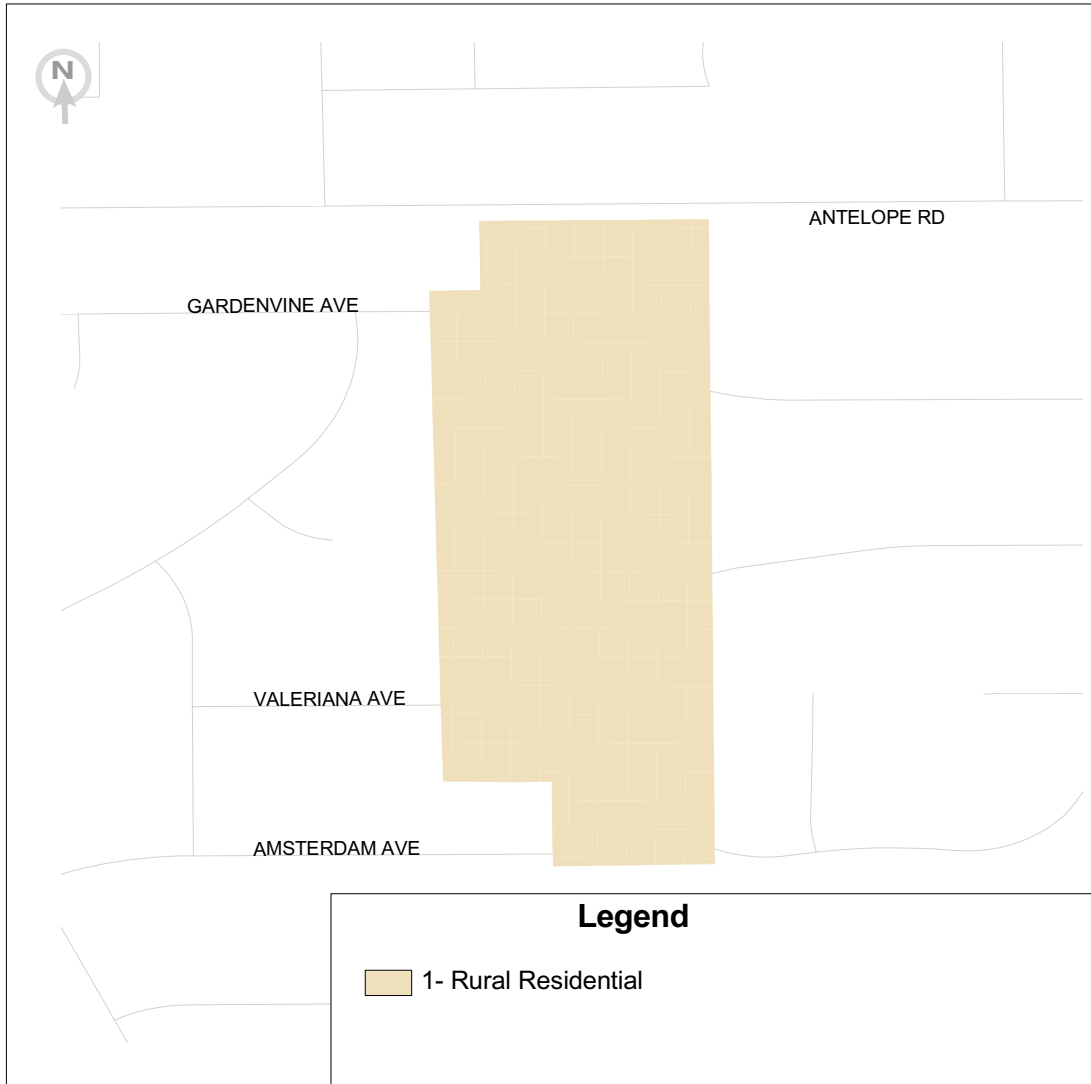 N
ANTELOPE RD
GARDENVINE AVE
VALERIANA AVE
AMSTERDAM AVE
Legend
1- Rural Residential